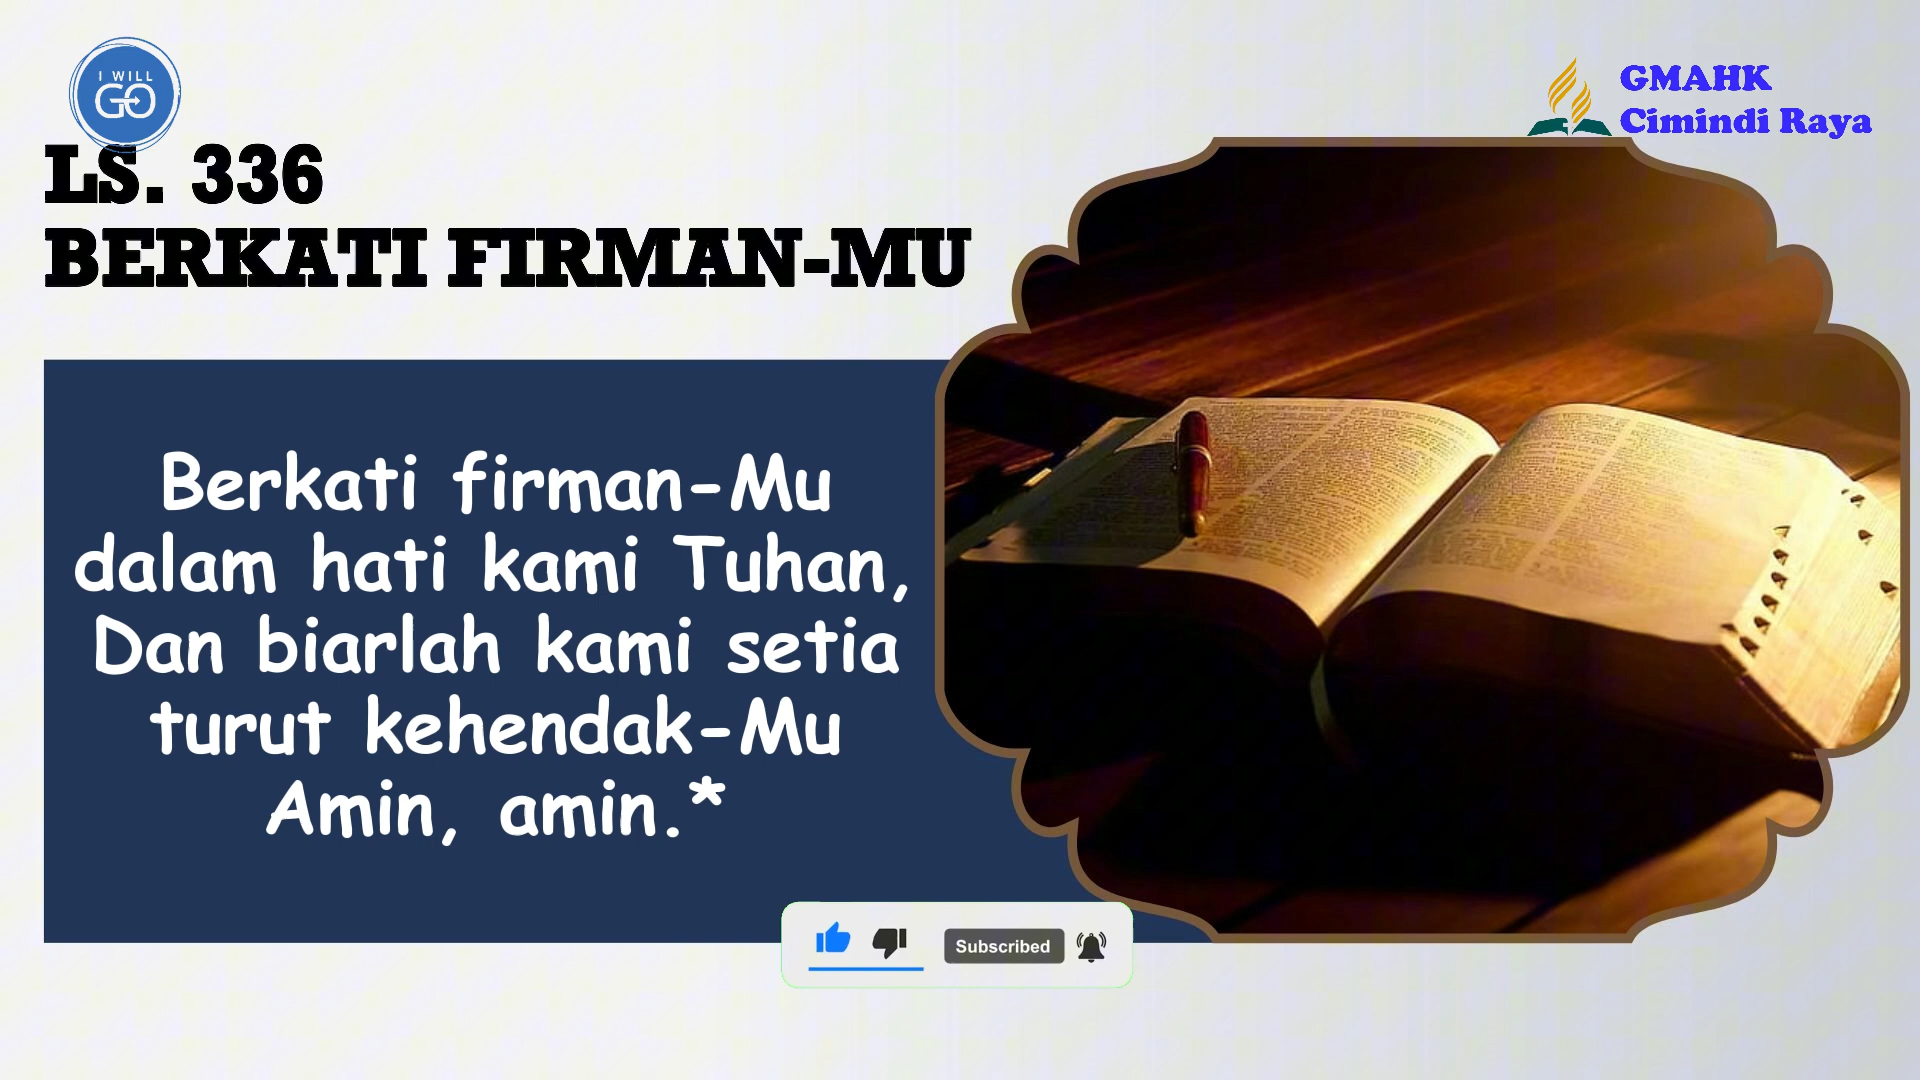 I WILL
GO
GMAHK
Cimindi Raya
LS. 336
BERKATI FIRMAN-MU
Berkati firman-Mu
dalam hati kami Tuhan,
Dan biarlah kami setia
turut kehendak-Mu
Amin, amin.*
Subscribed